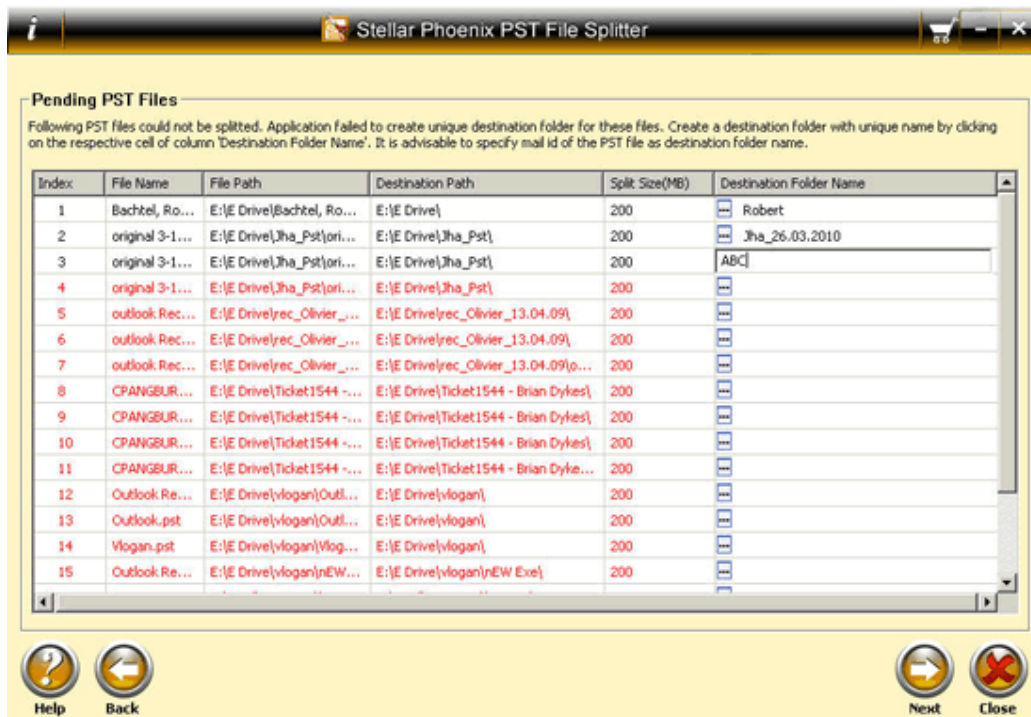 i Stellar Phoenix PST File Splitter
Pending PST Files
Following PST files could not be splitted. Application failed to create unique destination folder for these files. Create a destination folder with unique name by clicking
on the respective cell of column 'Destination Folder Name'. It is advisable to specify mail id of the PST file as destination folder name.
Index File Name File Path Destination Path Split Size(MB) Destination Folder Name
1 Bachtel, Ro... E:\E Drive\Bachtel, Ro... E:\E Drive\ 200 ... Robert
2 original 3-1... E:\E Drive\Jha_Pst\ori... E:\E Drive\Jha_Pst\ 200 ... Jha_26.03.2010
3 original 3-1... E:\E Drive\Jha_Pst\ori... E:\E Drive\Jha_Pst\ 200 ABC
4 original 3-1... E:\E Drive\Jha_Pst\ori... E:\E Drive\Jha_Pst\ 200 ...
5 outlook Rec... E:\E Drive\rec_Olivier_... E:\E Drive\rec_Olivier_13.04.09\ 200 ...
6 outlook Rec... E:\E Drive\rec_Olivier_... E:\E Drive\rec_Olivier_13.04.09\ 200 ...
7 outlook Rec... E:\E Drive\rec_Olivier_... E:\E Drive\rec_Olivier_13.04.09\o... 200 ...
8 CPANGBUR... E:\E Drive\Ticket1544 -... E:\E Drive\Ticket1544 - Brian Dykes\ 200 ...
9 CPANGBUR... E:\E Drive\Ticket1544 -... E:\E Drive\Ticket1544 - Brian Dykes\ 200 ...
10 CPANGBUR... E:\E Drive\Ticket1544 -... E:\E Drive\Ticket1544 - Brian Dykes\ 200 ...
11 CPANGBUR... E:\E Drive\Ticket1544 -... E:\E Drive\Ticket1544 - Brian Dyke... 200 ...
12 Outlook Re... E:\E Drive\vlogan\Outl... E:\E Drive\vlogan\ 200 ...
13 Outlook.pst E:\E Drive\vlogan\Outl... E:\E Drive\vlogan\ 200 ...
14 Vlogan.pst E:\E Drive\vlogan\Vlog... E:\E Drive\vlogan\ 200 ...
15 Outlook Re... E:\E Drive\vlogan\nEW... E:\E Drive\vlogan\nEW Exe\ 200 ...
Help Back Next Close